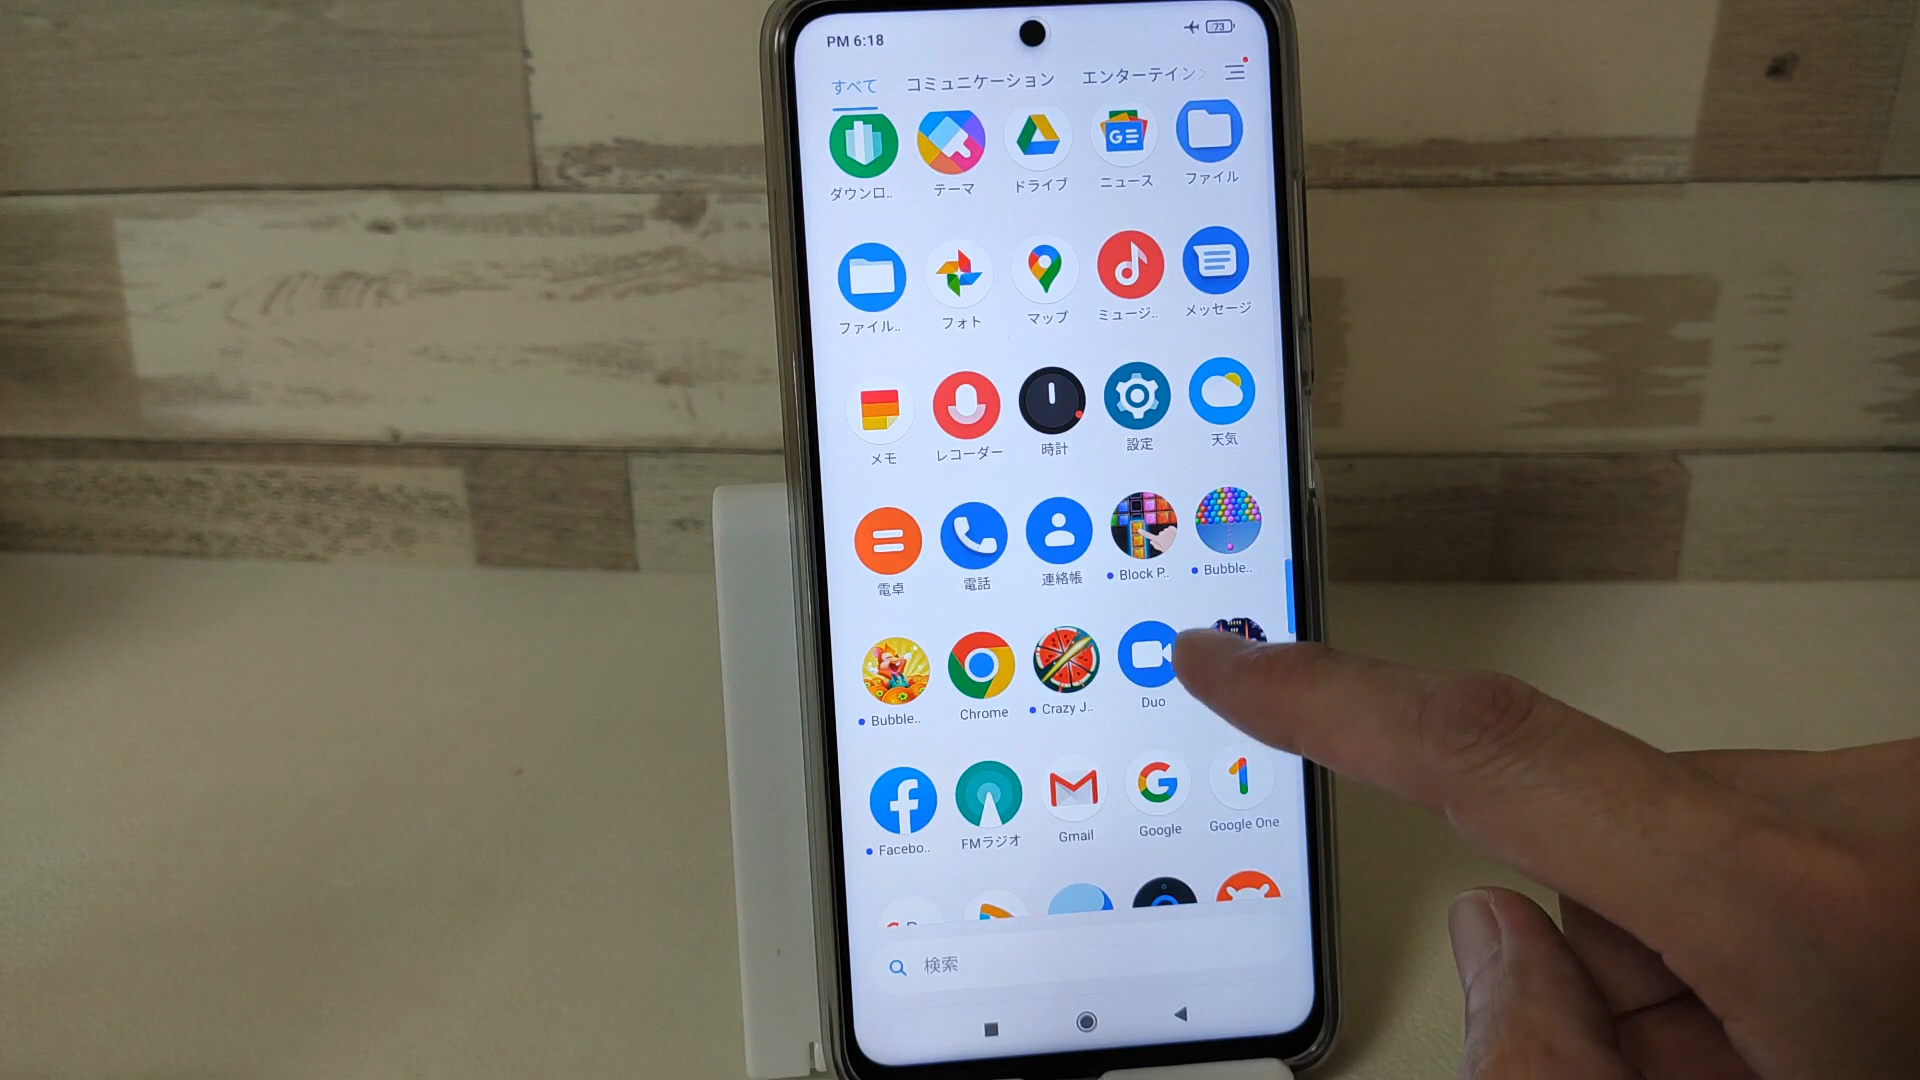 PM 6:18
73
すべて コミュニケーション エンターテイン
GE
ダウンロ.. テーマ ドライブ ニュース ファイル
ファイル.. フォト マップ ミュージ.. メッセージ
メモ レコーダー 時計 設定 天気
電卓 電話 連絡帳 Block P.. Bubble..
Bubble.. Chrome Crazy J.. Duo
Facebo.. FMラジオ Gmail Google Google One
検索